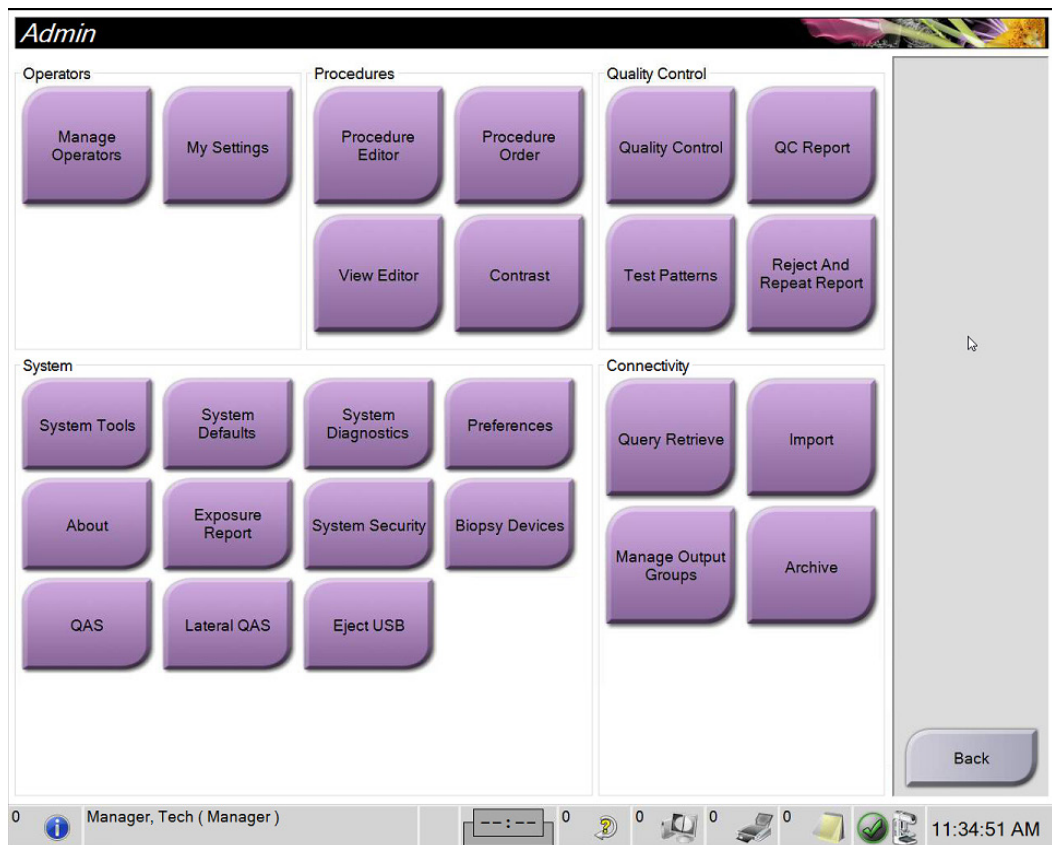 Admin
Operators
Manage
Operators
My Settings
Procedures
Procedure
Editor
Procedure
Order
View Editor
Contrast
Quality Control
Quality Control
QC Report
Test Patterns
Reject And
Repeat Report
System
System Tools
System
Defaults
System
Diagnostics
Preferences
About
Exposure
Report
System Security
Biopsy Devices
QAS
Lateral QAS
Eject USB
Connectivity
Query Retrieve
Import
Manage Output
Groups
Archive
Back
0
Manager, Tech ( Manager )
--:--
0
0
0
0
11:34:51 AM